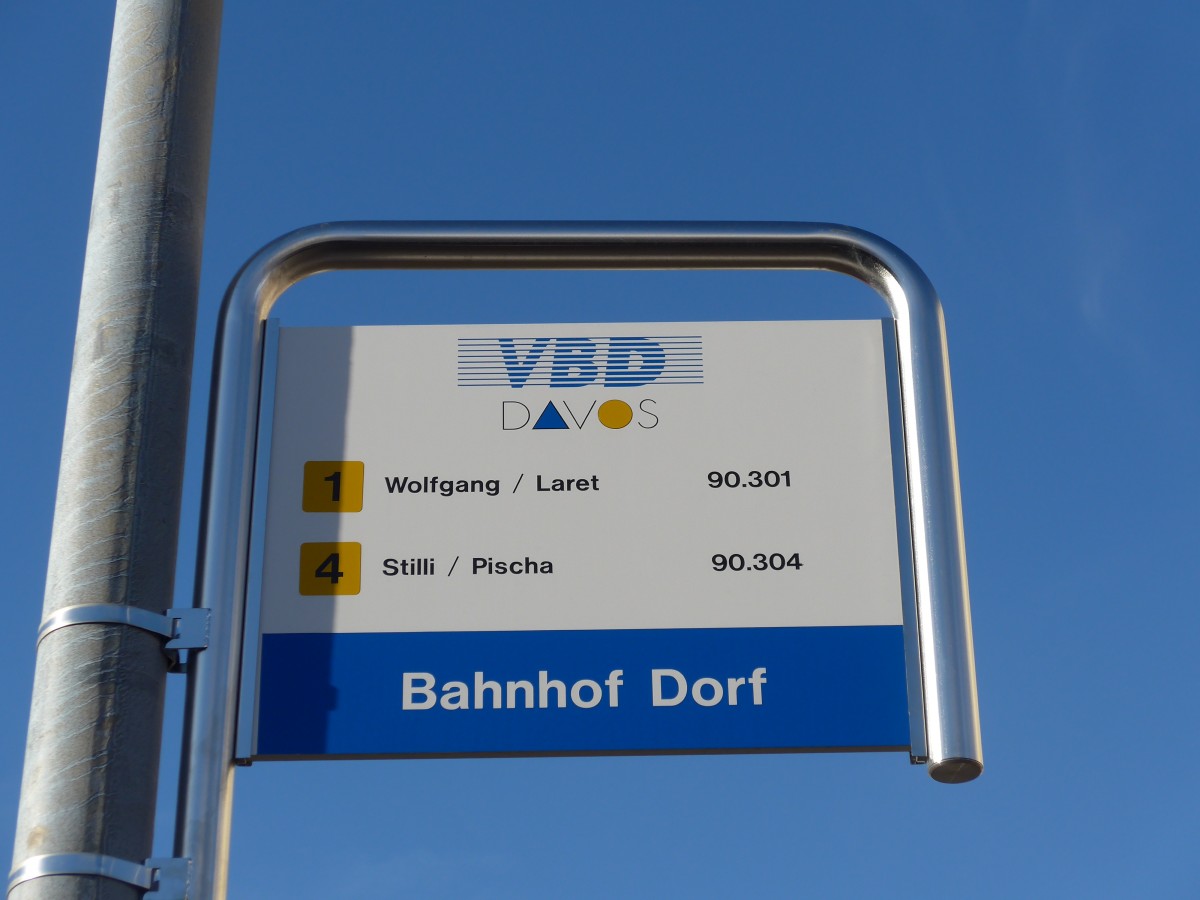 VBD
DAVOS
1 Wolfgang / Laret 90.301
4 Stilli / Pischa 90.304
Bahnhof Dorf